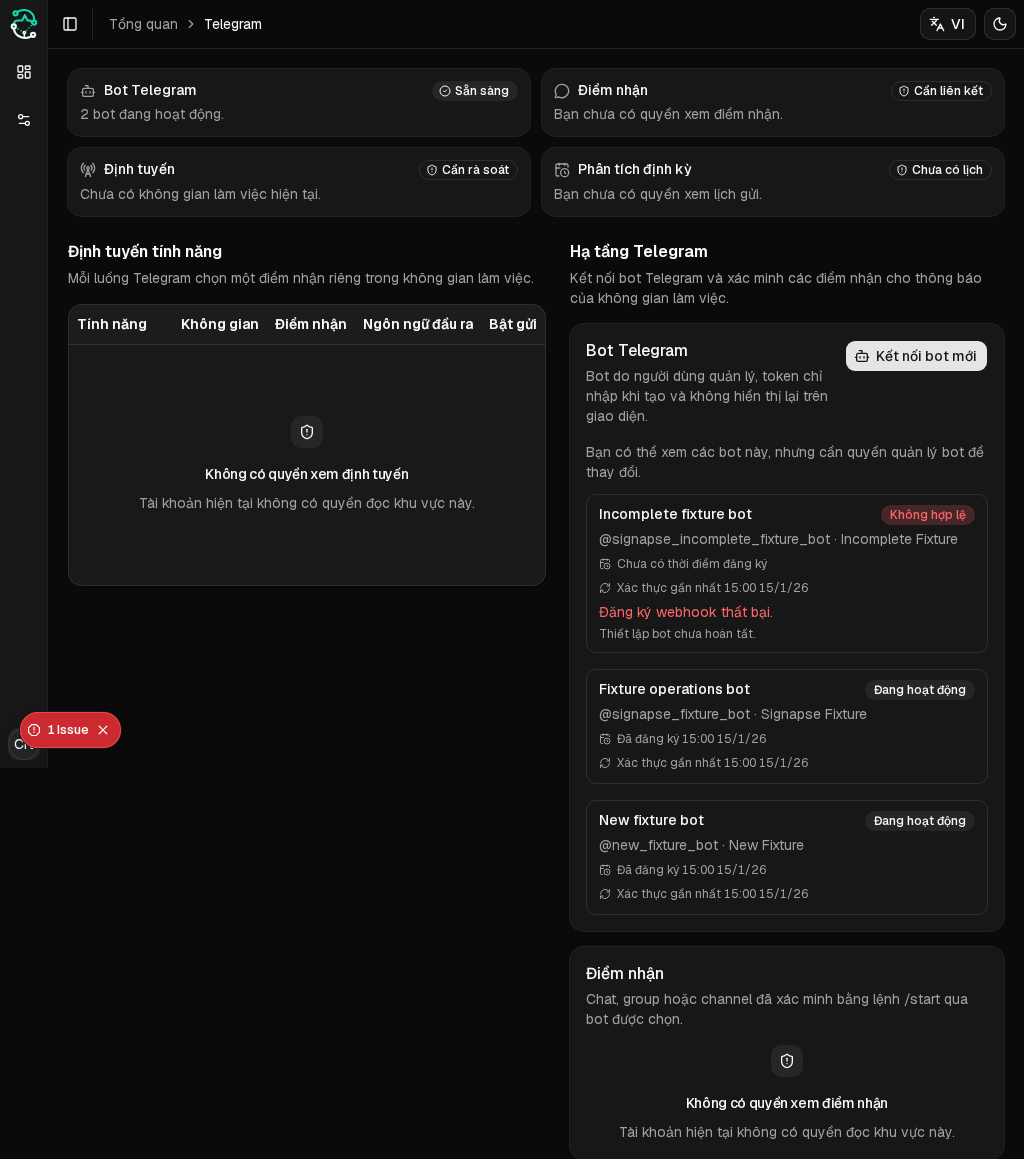 Tổng quan
Telegram
VI
Bot Telegram
Sẵn sàng
2 bot đang hoạt động.
Điểm nhận
Cần liên kết
Bạn chưa có quyền xem điểm nhận.
Định tuyến
Cần rà soát
Chưa có không gian làm việc hiện tại.
Phân tích định kỳ
Chưa có lịch
Bạn chưa có quyền xem lịch gửi.
Định tuyến tính năng
Mỗi luồng Telegram chọn một điểm nhận riêng trong không gian làm việc.
Tính năng Không gian Điểm nhận Ngôn ngữ đầu ra Bật gửi
Không có quyền xem định tuyến
Tài khoản hiện tại không có quyền đọc khu vực này.
Hạ tầng Telegram
Kết nối bot Telegram và xác minh các điểm nhận cho thông báo
của không gian làm việc.
Bot Telegram
Kết nối bot mới
Bot do người dùng quản lý, token chỉ
nhập khi tạo và không hiển thị lại trên
giao diện.
Bạn có thể xem các bot này, nhưng cần quyền quản lý bot để
thay đổi.
Incomplete fixture bot
Không hợp lệ
@signapse_incomplete_fixture_bot · Incomplete Fixture
Chưa có thời điểm đăng ký
Xác thực gần nhất 15:00 15/1/26
Đăng ký webhook thất bại.
Thiết lập bot chưa hoàn tất.
Fixture operations bot
Đang hoạt động
@signapse_fixture_bot · Signapse Fixture
Đã đăng ký 15:00 15/1/26
Xác thực gần nhất 15:00 15/1/26
New fixture bot
Đang hoạt động
@new_fixture_bot · New Fixture
Đã đăng ký 15:00 15/1/26
Xác thực gần nhất 15:00 15/1/26
Điểm nhận
Chat, group hoặc channel đã xác minh bằng lệnh /start qua
bot được chọn.
Không có quyền xem điểm nhận
Tài khoản hiện tại không có quyền đọc khu vực này.
1 Issue